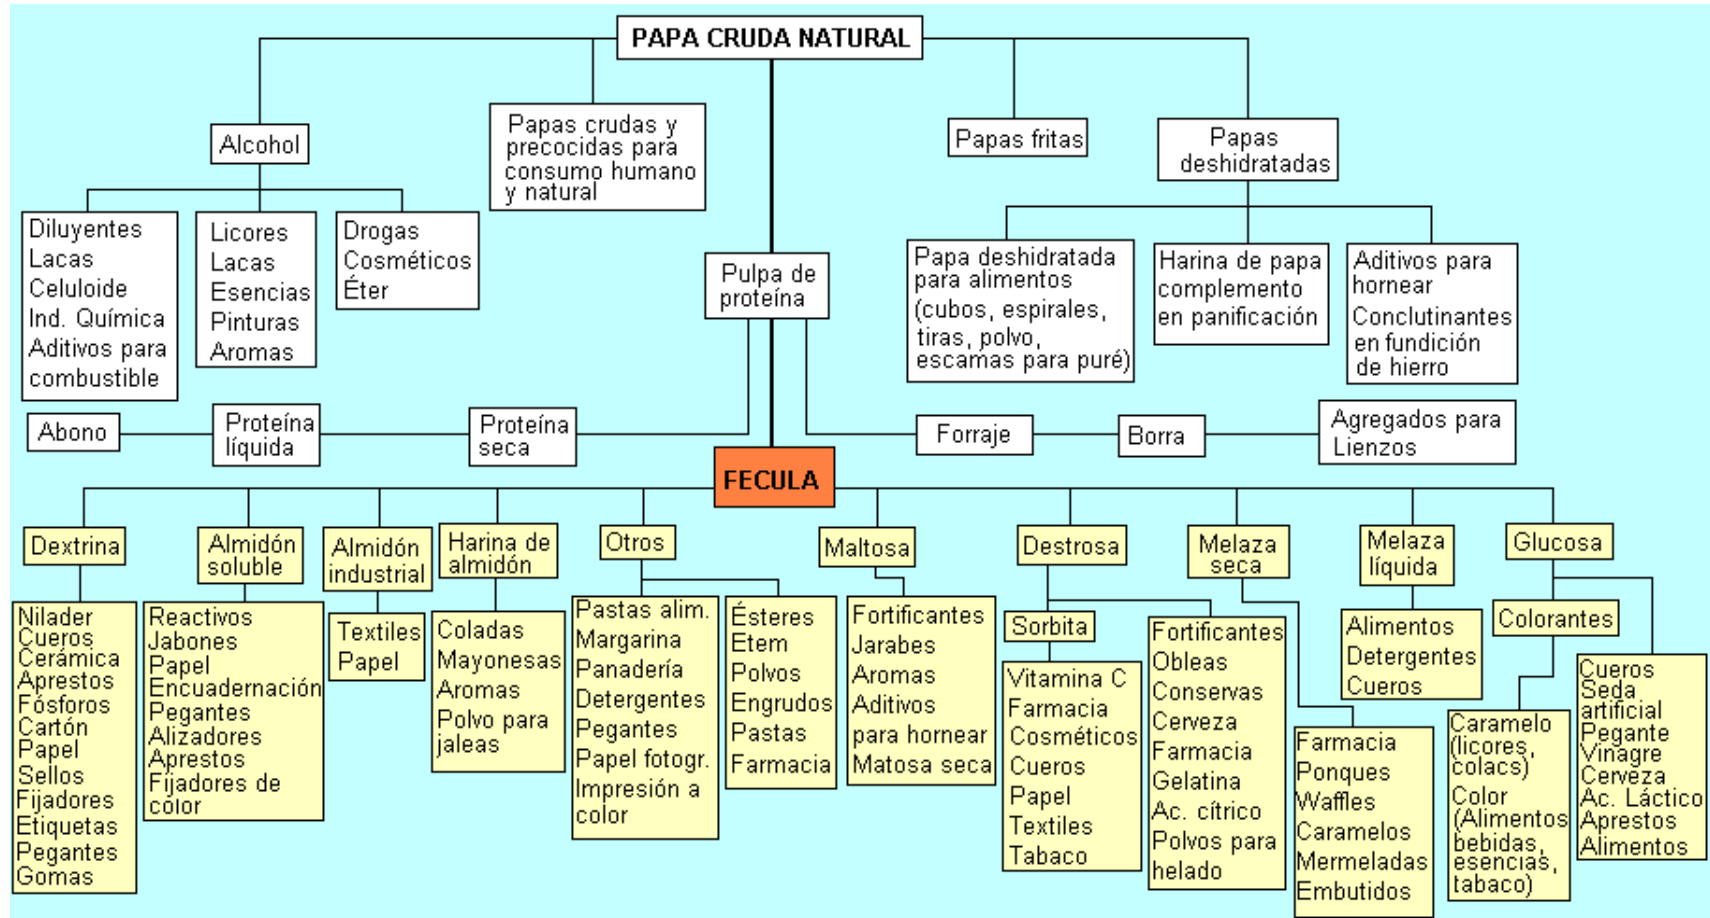 PAPA CRUDA NATURAL
Alcohol
Papas crudas y
precocidas para
consumo humano
y natural
Papas fritas
Papas
deshidratadas
Diluyentes
Lacas
Celuloide
Ind. Química
Aditivos para
combustible
Licores
Lacas
Esencias
Pinturas
Aromas
Drogas
Cosméticos
Éter
Pulpa de
proteína
Papa deshidratada
para alimentos
(cubos, espirales,
tiras, polvo,
escamas para puré)
Harina de papa
complemento
en panificación
Aditivos para
hornear
Conclutinantes
en fundición
de hierro
Abono
Proteína
líquida
Proteína
seca
Forraje
Borra
Agregados para
Lienzos
FECULA
Dextrina
Almidón
soluble
Almidón
industrial
Harina de
almidón
Otros
Maltosa
Destrosa
Melaza
seca
Melaza
líquida
Glucosa
Nilader
Cueros
Cerámica
Aprestos
Fósforos
Cartón
Papel
Sellos
Fijadores
Etiquetas
Pegantes
Gomas
Reactivos
Jabones
Papel
Encuadernación
Pegantes
Alizadores
Aprestos
Fijadores de
color
Textiles
Papel
Coladas
Mayonesas
Aromas
Polvo para
jaleas
Pastas alim.
Margarina
Panadería
Detergentes
Pegantes
Papel fotogr.
Impresión a
color
Ésteres
Etem
Polvos
Engrudos
Pastas
Farmacia
Fortificantes
Jarabes
Aromas
Aditivos
para hornear
Matosa seca
Sorbita
Vitamina C
Farmacia
Cosméticos
Cueros
Papel
Textiles
Tabaco
Fortificantes
Obleas
Conservas
Cerveza
Farmacia
Gelatina
Ac. cítrico
Polvos para
helado
Farmacia
Ponques
Waffles
Caramelos
Mermeladas
Embutidos
Alimentos
Detergentes
Cueros
Colorantes
Caramelo
(licores,
colacs)
Color
(Alimentos
bebidas,
esencias,
tabaco)
Cueros
Seda
artificial
Pegante
Vinagre
Cerveza
Ac. Láctico
Aprestos
Alimentos